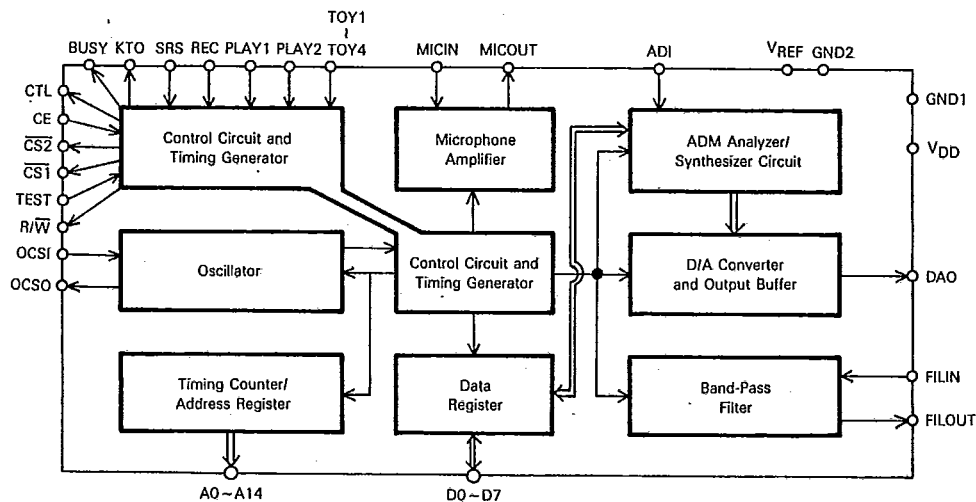 TOY1
~
BUSY KTO SRS REC PLAY1 PLAY2 TOY4 MICIN MICOUT ADI VREF GND2
CTL
CE
CS2
CS1
TEST
R/W
OCSI
OCSO
GND1
VDD
DAO
FILIN
FILOUT
Control Circuit and
Timing Generator
Microphone
Amplifier
ADM Analyzer/
Synthesizer Circuit
Oscillator
Control Circuit and
Timing Generator
D/A Converter
and Output Buffer
Timing Counter/
Address Register
Data
Register
Band-Pass
Filter
A0~A14
D0~D7